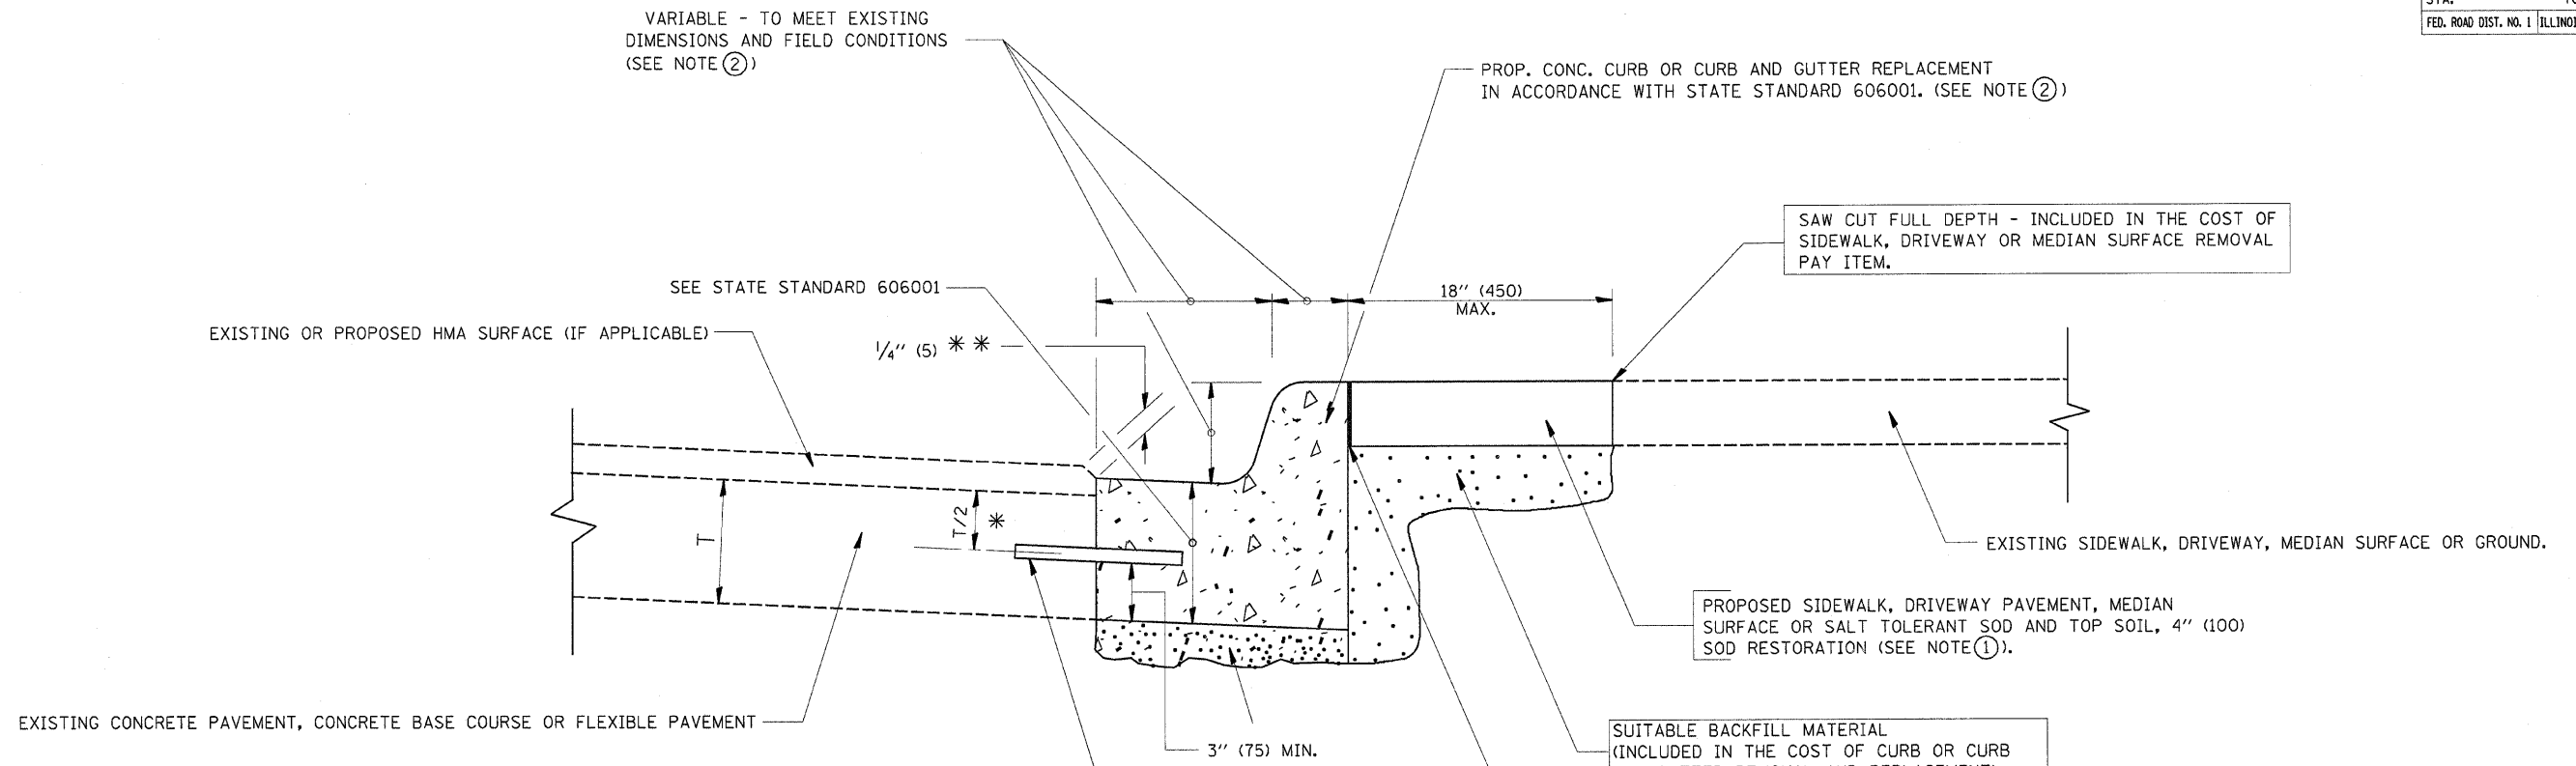 STA.
FED. ROAD DIST. NO. 1
VARIABLE - TO MEET EXISTING
DIMENSIONS AND FIELD CONDITIONS
(SEE NOTE 2)
PROP. CONC. CURB OR CURB AND GUTTER REPLACEMENT
IN ACCORDANCE WITH STATE STANDARD 606001. (SEE NOTE 2)
SAW CUT FULL DEPTH - INCLUDED IN THE COST OF
SIDEWALK, DRIVEWAY OR MEDIAN SURFACE REMOVAL
PAY ITEM.
SEE STATE STANDARD 606001
18" (450)
MAX.
EXISTING OR PROPOSED HMA SURFACE (IF APPLICABLE)
1/4" (5) * *
T
T/2 *
EXISTING SIDEWALK, DRIVEWAY, MEDIAN SURFACE OR GROUND.
PROPOSED SIDEWALK, DRIVEWAY PAVEMENT, MEDIAN
SURFACE OR SALT TOLERANT SOD AND TOP SOIL, 4" (100)
SOD RESTORATION (SEE NOTE 1).
EXISTING CONCRETE PAVEMENT, CONCRETE BASE COURSE OR FLEXIBLE PAVEMENT
3" (75) MIN.
SUITABLE BACKFILL MATERIAL
(INCLUDED IN THE COST OF CURB OR CURB